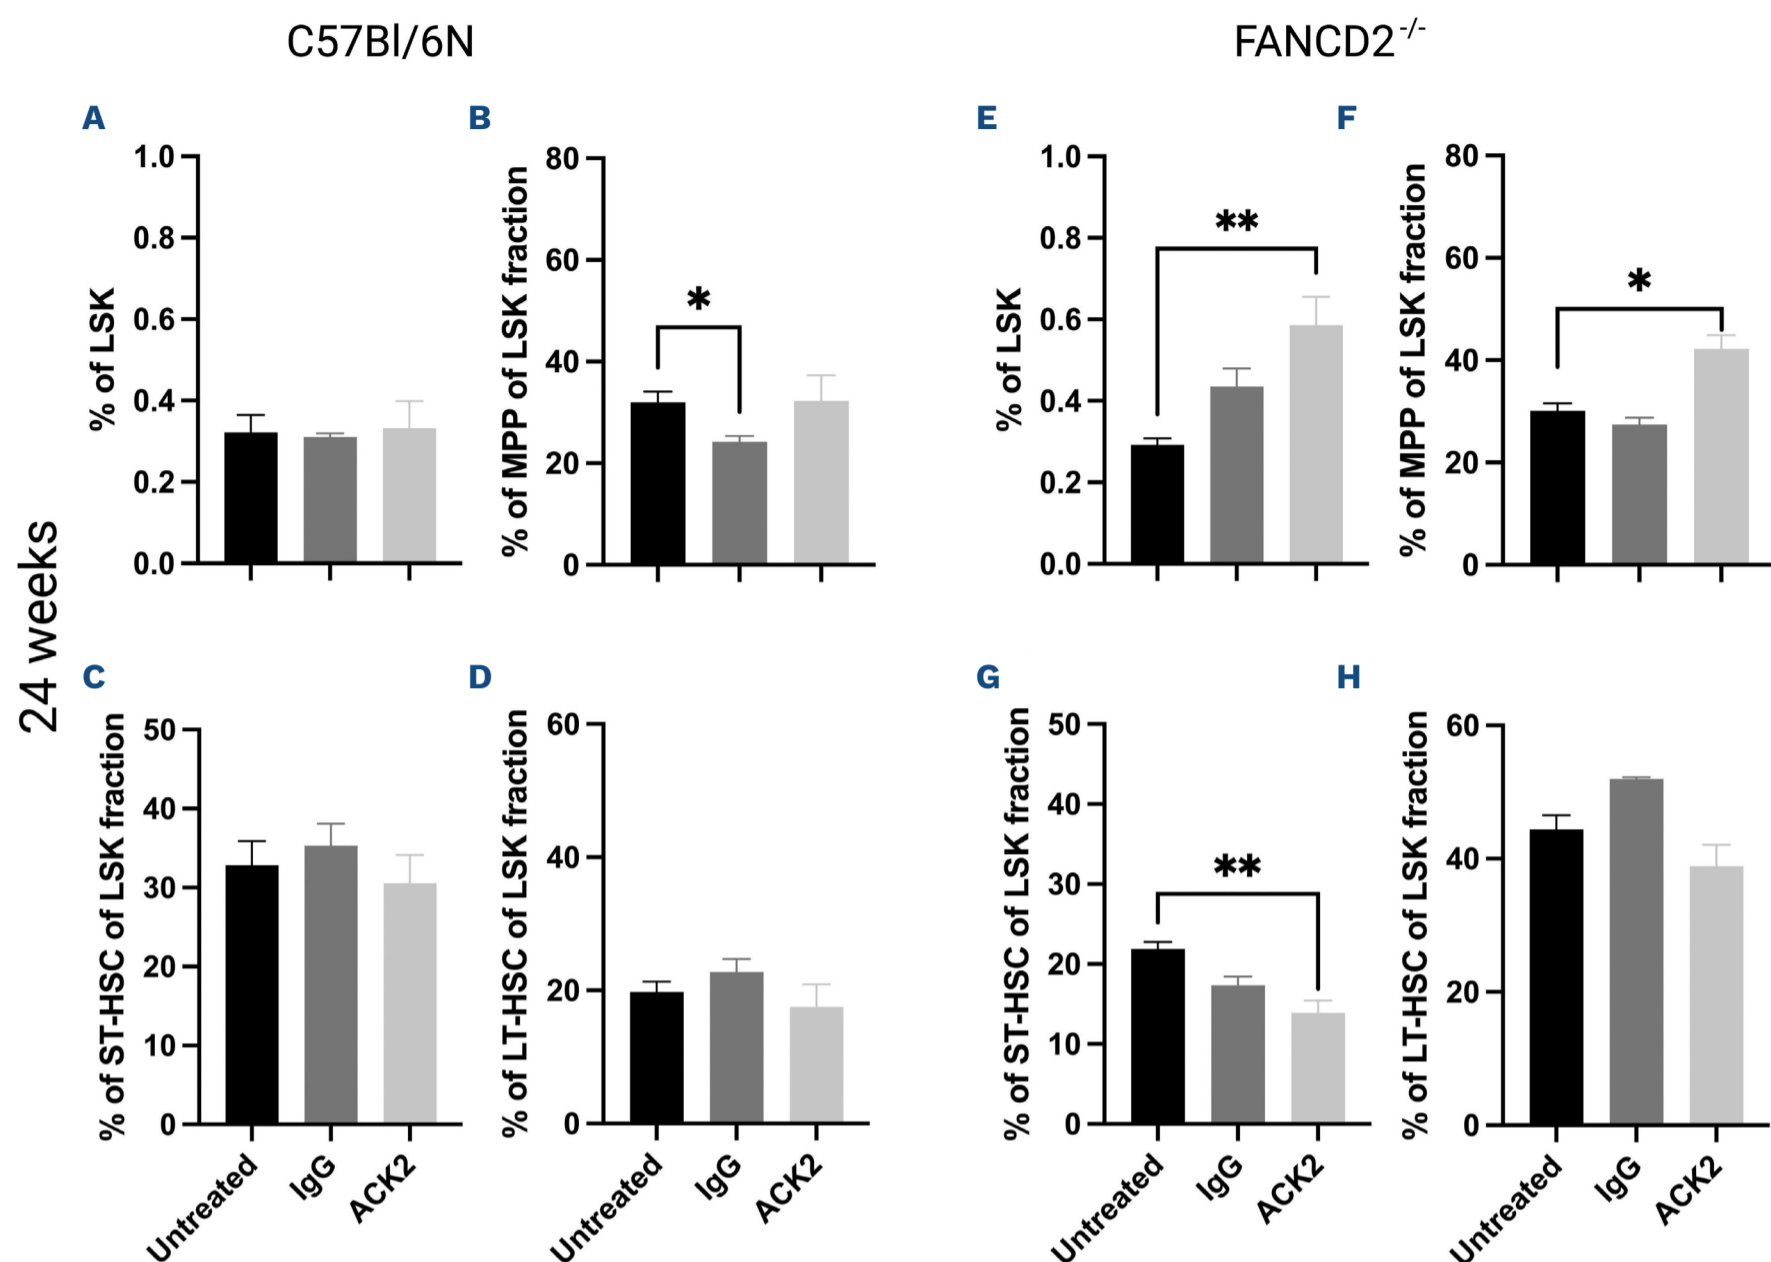 C57Bl/6N
FANCD2-/-
24 weeks
A
% of LSK
1.0
0.8
0.6
0.4
0.2
0.0
B
% of MPP of LSK fraction
80
60
40
20
0
*
E
% of LSK
1.0
0.8
0.6
0.4
0.2
0.0
**
F
% of MPP of LSK fraction
80
60
40
20
0
*
C
% of ST-HSC of LSK fraction
50
40
30
20
10
0
Untreated
IgG
ACK2
D
% of LT-HSC of LSK fraction
60
40
20
0
Untreated
IgG
ACK2
G
% of ST-HSC of LSK fraction
50
40
30
20
10
0
**
Untreated
IgG
ACK2
H
% of LT-HSC of LSK fraction
60
40
20
0
Untreated
IgG
ACK2